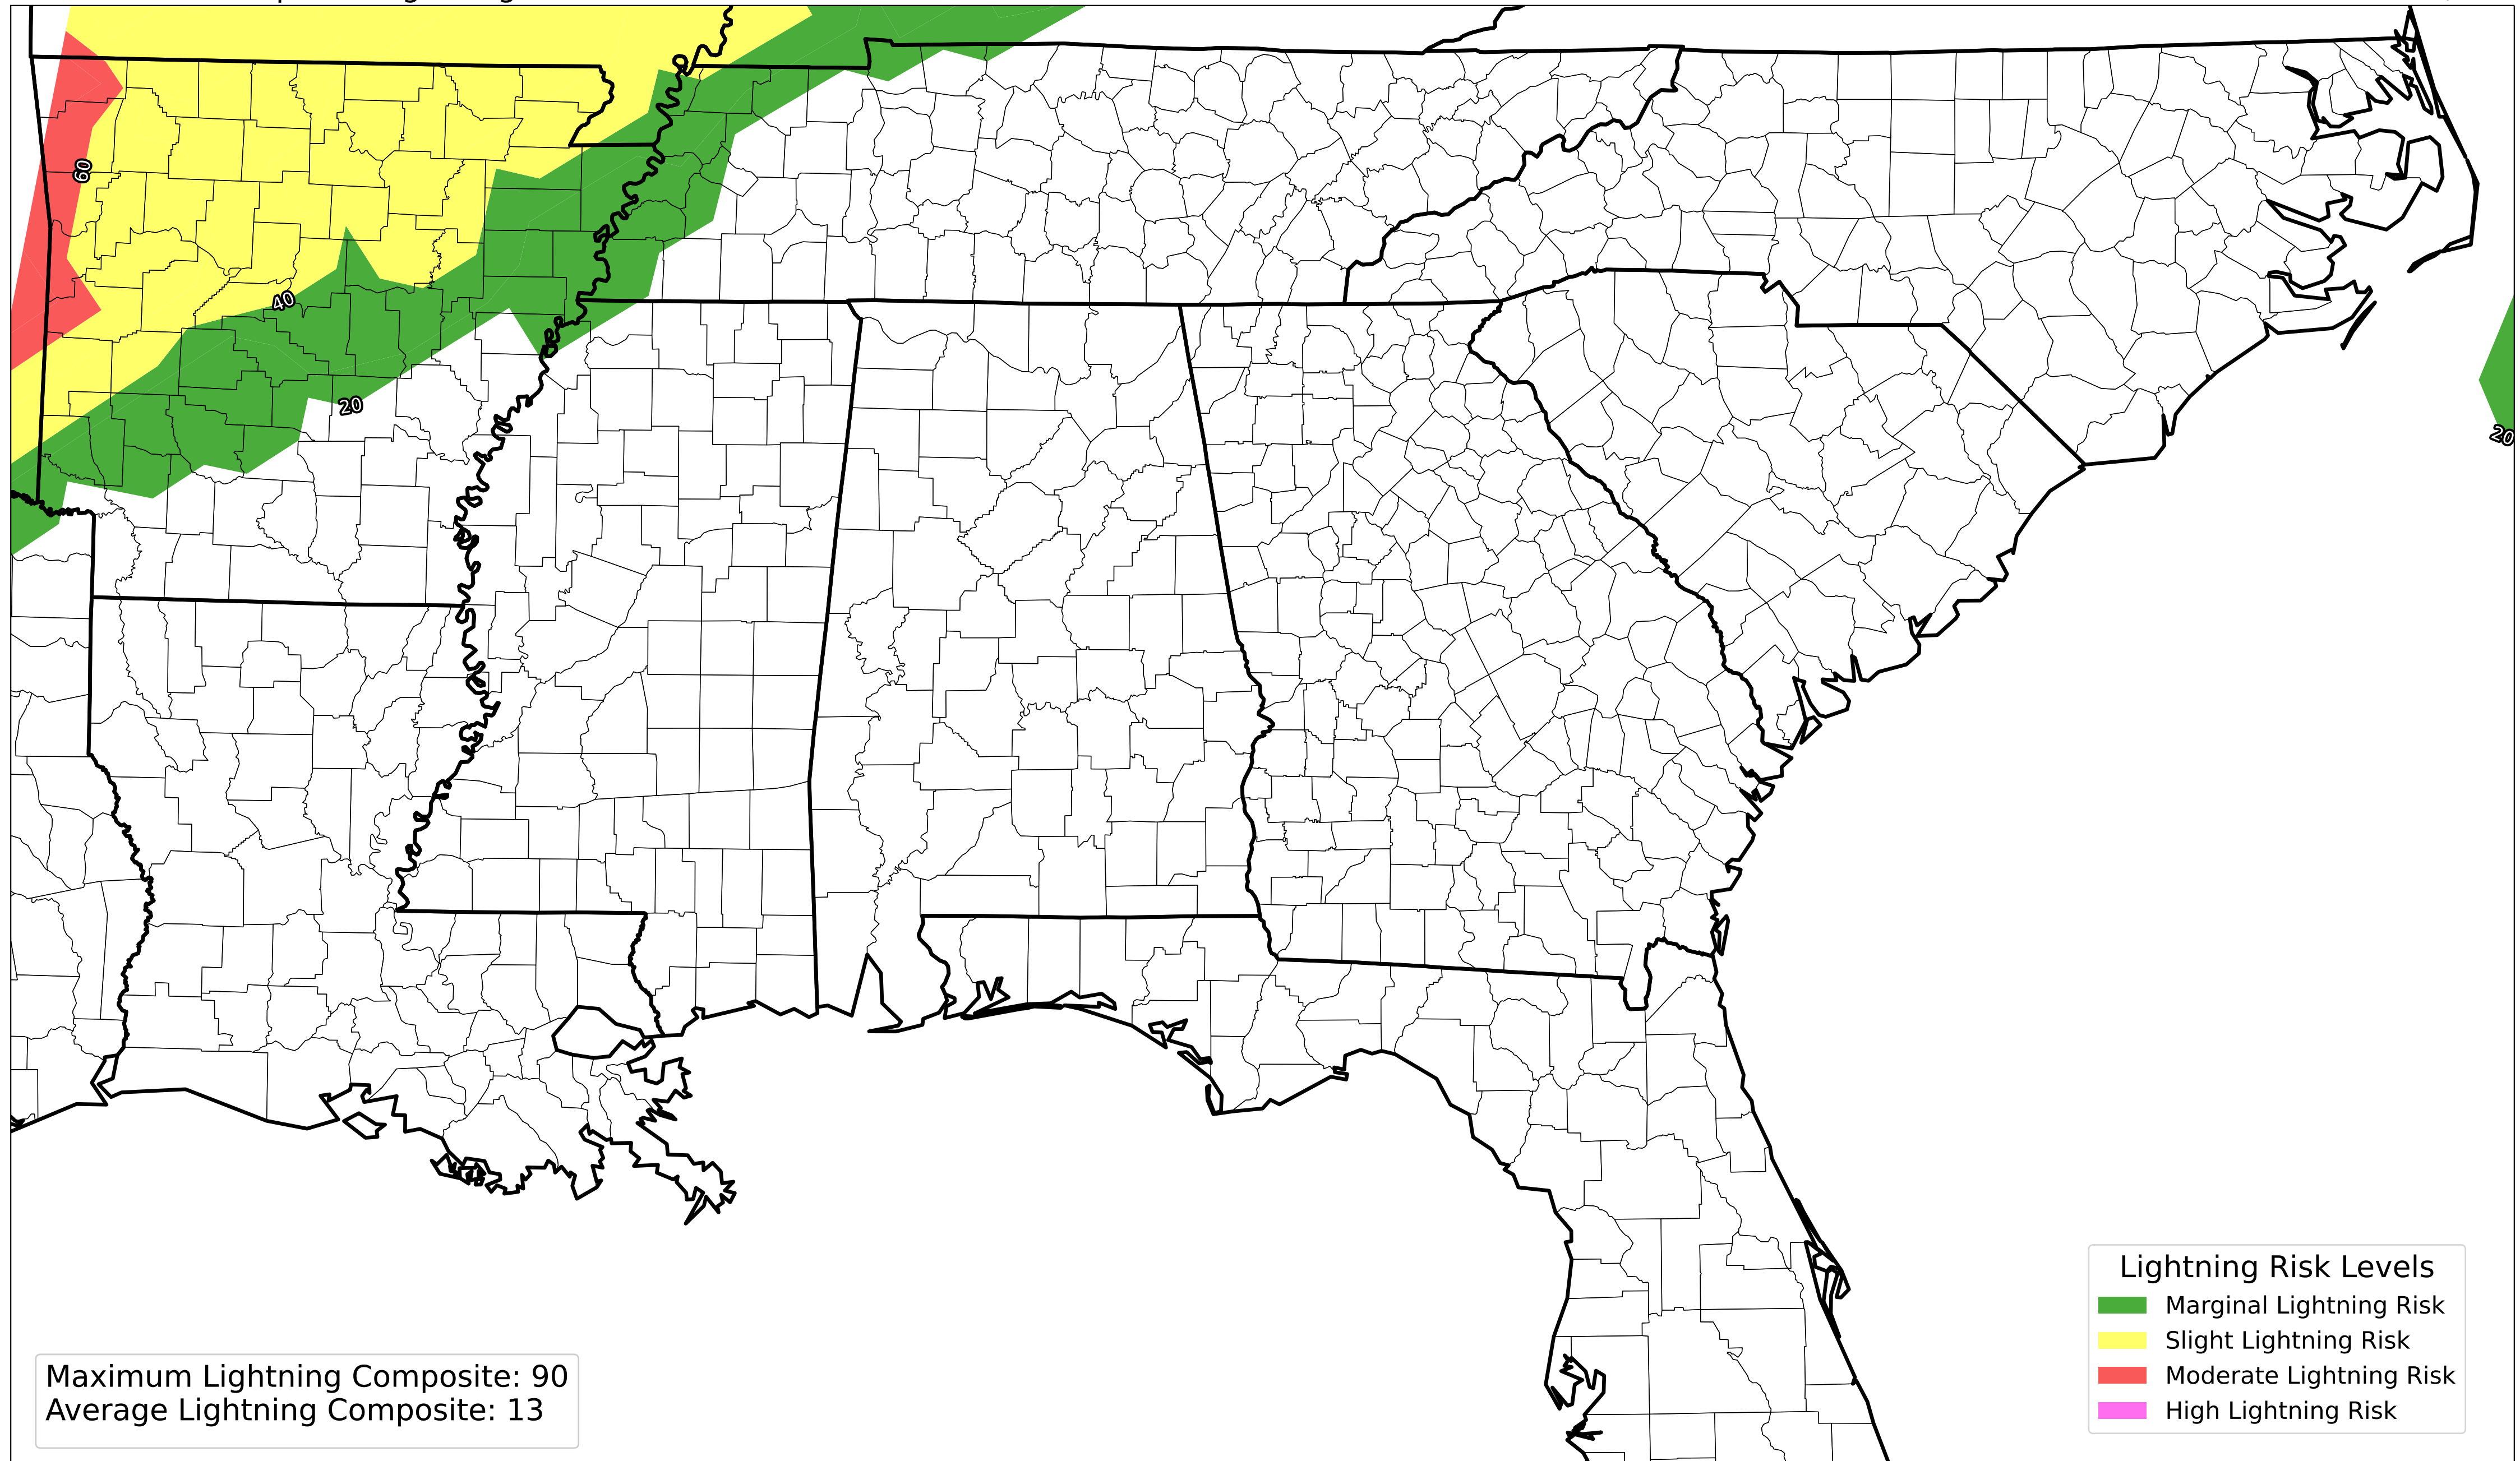 60
40
20
20
Lightning Risk Levels
Marginal Lightning Risk
Slight Lightning Risk
Moderate Lightning Risk
High Lightning Risk
Maximum Lightning Composite: 90
Average Lightning Composite: 13